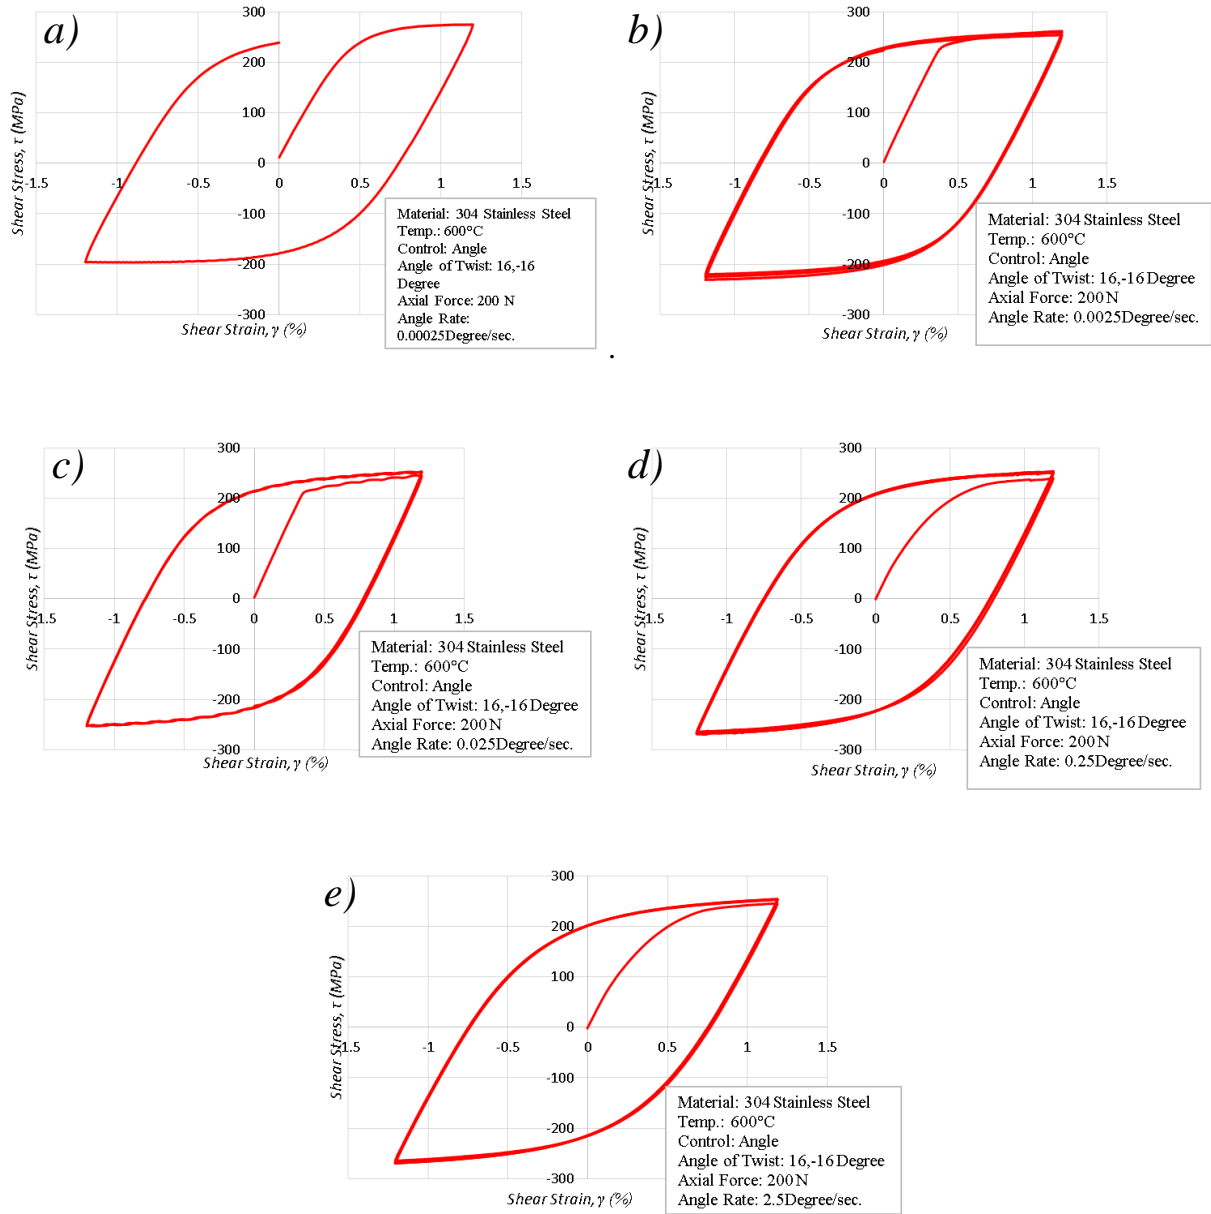 a)
300
200
100
0
-100
-200
-300
-1.5
-1
-0.5
0
0.5
1
1.5
Shear Stress, τ (MPa)
Shear Strain, γ (%)
Material: 304 Stainless Steel
Temp.: 600°C
Control: Angle
Angle of Twist: 16,-16
Degree
Axial Force: 200 N
Angle Rate:
0.00025Degree/sec.
b)
300
200
100
0
-100
-200
-300
-1.5
-1
-0.5
0
0.5
1
1.5
Shear Stress, τ (MPa)
Shear Strain, γ (%)
Material: 304 Stainless Steel
Temp.: 600°C
Control: Angle
Angle of Twist: 16,-16 Degree
Axial Force: 200N
Angle Rate: 0.0025Degree/sec.
.
c)
300
200
100
0
-100
-200
-300
-1.5
-1
-0.5
0
0.5
1
1.5
Shear Stress, τ (MPa)
Shear Strain, γ (%)
Material: 304 Stainless Steel
Temp.: 600°C
Control: Angle
Angle of Twist: 16,-16 Degree
Axial Force: 200N
Angle Rate: 0.025Degree/sec.
d)
300
200
100
0
-100
-200
-300
-1.5
-1
-0.5
0
0.5
1
1.5
Shear Stress, τ (MPa)
Shear Strain, γ (%)
Material: 304 Stainless Steel
Temp.: 600°C
Control: Angle
Angle of Twist: 16,-16 Degree
Axial Force: 200N
Angle Rate: 0.25Degree/sec.
e)
300
200
100
0
-100
-200
-300
-1.5
-1
-0.5
0
0.5
1
1.5
Shear Stress, τ (MPa)
Shear Strain, γ (%)
Material: 304 Stainless Steel
Temp.: 600°C
Control: Angle
Angle of Twist: 16,-16 Degree
Axial Force: 200N
Angle Rate: 2.5Degree/sec.